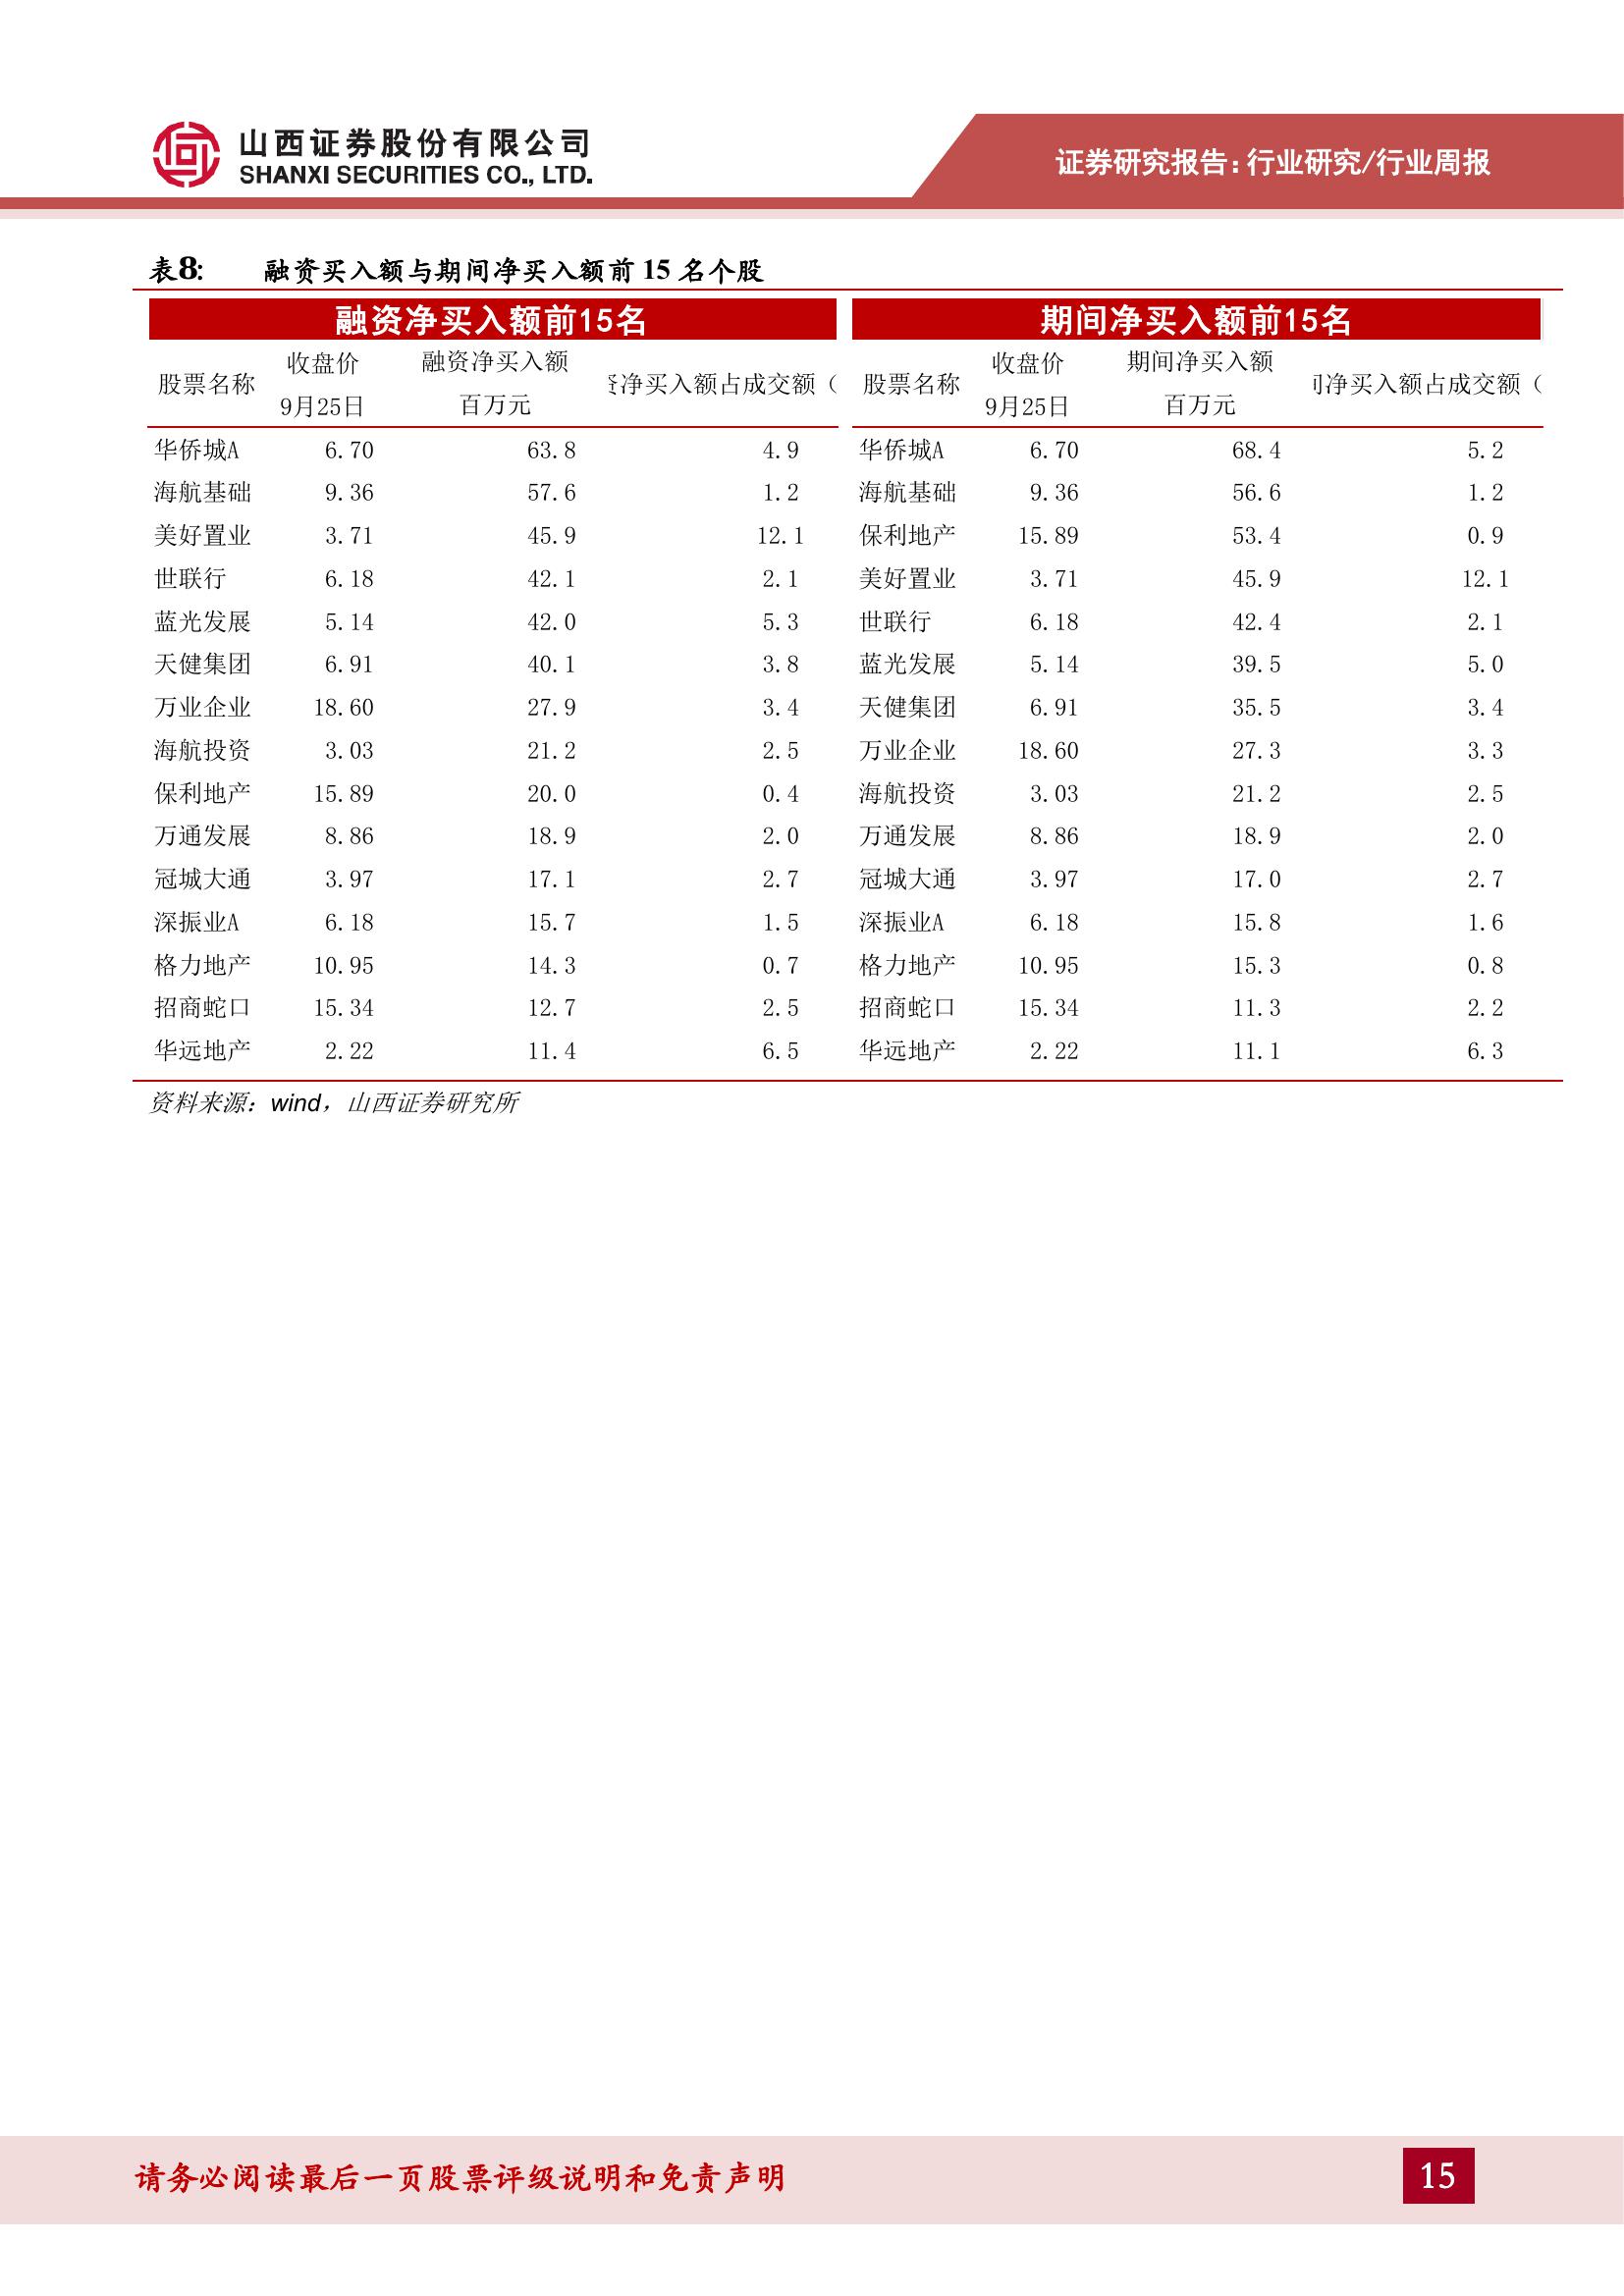 山西证券股份有限公司
SHANXI SECURITIES CO., LTD.
证券研究报告:行业研究/行业周报
表8: 融资买入额与期间净买入额前 15 名个股
融资净买入额前15名 期间净买入额前15名
股票名称 收盘价 9月25日 融资净买入额 百万元 净买入额占成交额( 股票名称 收盘价 9月25日 期间净买入额 百万元 净买入额占成交额(
华侨城A 6.70 63.8 4.9 华侨城A 6.70 68.4 5.2
海航基础 9.36 57.6 1.2 海航基础 9.36 56.6 1.2
美好置业 3.71 45.9 12.1 保利地产 15.89 53.4 0.9
世联行 6.18 42.1 2.1 美好置业 3.71 45.9 12.1
蓝光发展 5.14 42.0 5.3 世联行 6.18 42.4 2.1
天健集团 6.91 40.1 3.8 蓝光发展 5.14 39.5 5.0
万业企业 18.60 27.9 3.4 天健集团 6.91 35.5 3.4
海航投资 3.03 21.2 2.5 万业企业 18.60 27.3 3.3
保利地产 15.89 20.0 0.4 海航投资 3.03 21.2 2.5
万通发展 8.86 18.9 2.0 万通发展 8.86 18.9 2.0
冠城大通 3.97 17.1 2.7 冠城大通 3.97 17.0 2.7
深振业A 6.18 15.7 1.5 深振业A 6.18 15.8 1.6
格力地产 10.95 14.3 0.7 格力地产 10.95 15.3 0.8
招商蛇口 15.34 12.7 2.5 招商蛇口 15.34 11.3 2.2
华远地产 2.22 11.4 6.5 华远地产 2.22 11.1 6.3
资料来源：wind，山西证券研究所
请务必阅读最后一页股票评级说明和免责声明
15